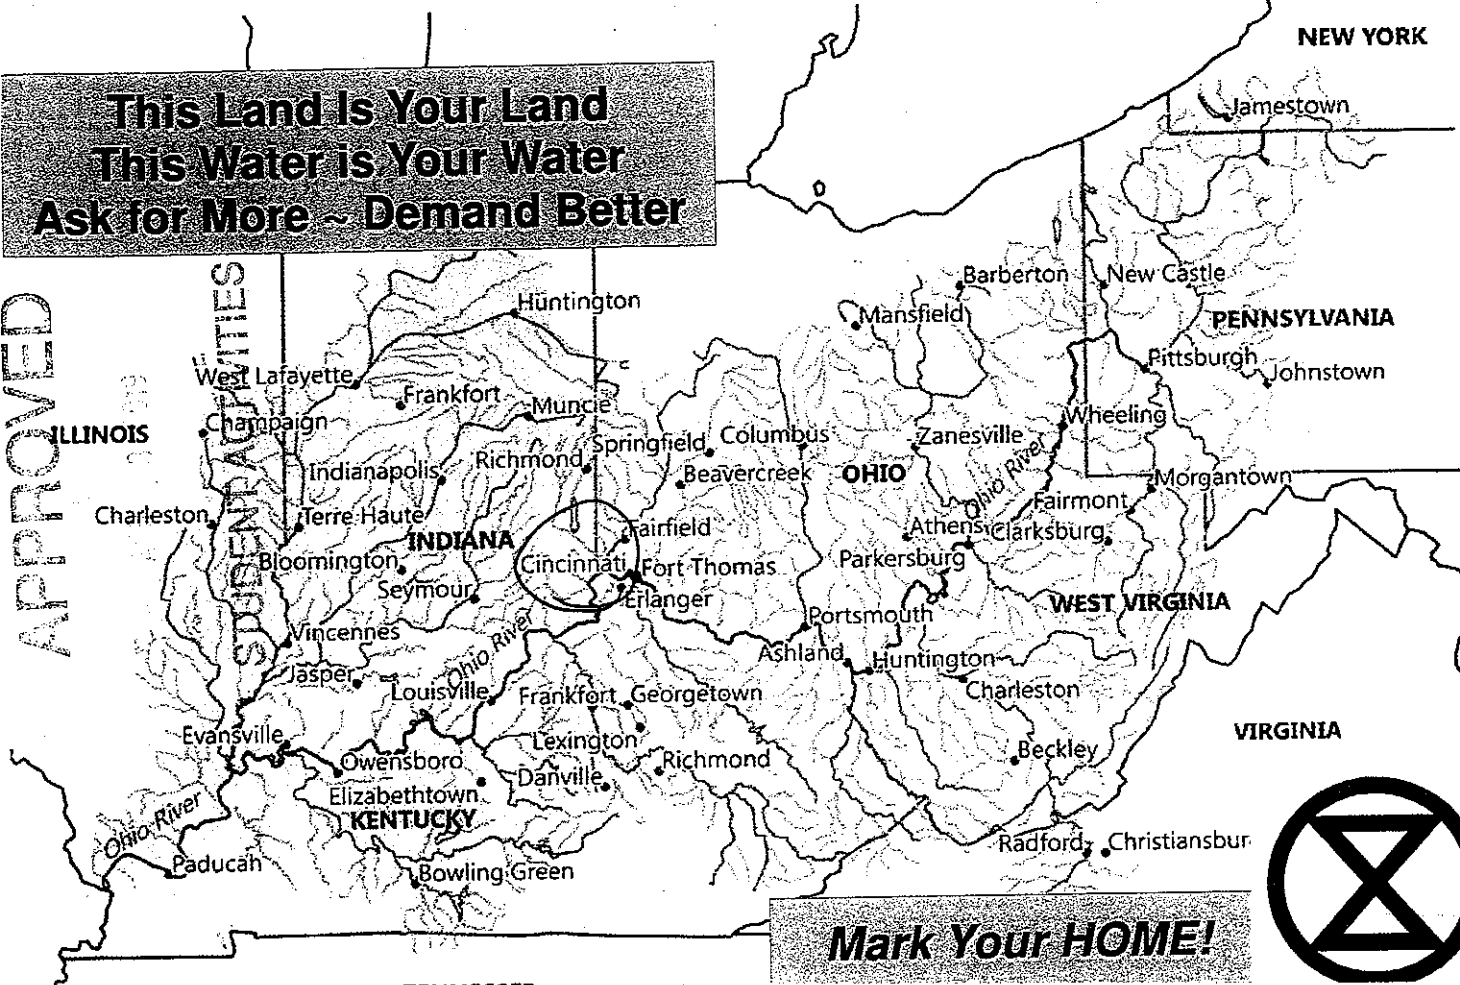 NEW YORK
This Land Is Your Land
This Water is Your Water
Ask for More ~ Demand Better
Jamestown
APPROVED
STUDENT ACTIVITIES
Barberton
New Castle
Huntington
Mansfield
PENNSYLVANIA
Pittsburgh
Johnstown
West Lafayette
Frankfort
Muncie
Wheeling
Champaign
ILLINOIS
Springfield
Columbus
Zanesville
Richmond
Indianapolis
Beavercreek
OHIO
Ohio River
Morgantown
Fairmont
Charleston
Terre Haute
Fairfield
Athens
Clarksburg
INDIANA
Bloomington
Cincinnati
Fort Thomas
Parkersburg
Seymour
Erlanger
WEST VIRGINIA
Portsmouth
Vincennes
Ohio River
Ashland
Huntington
Jasper
Louisville
Frankfort
Georgetown
Charleston
Evansville
Lexington
VIRGINIA
Owensboro
Danville
Richmond
Beckley
Elizabethtown
KENTUCKY
Ohio River
Radford
Christiansbur
Paducah
Bowling Green
Mark Your HOME!